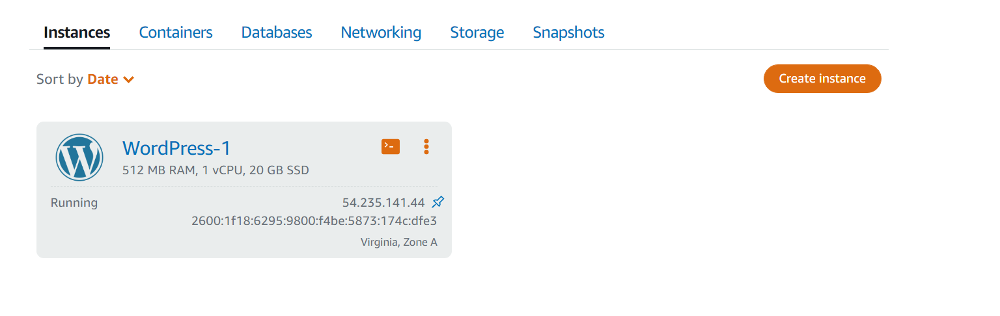 Instances Containers Databases Networking Storage Snapshots
Sort by Date
Create instance
WordPress-1
512 MB RAM, 1 vCPU, 20 GB SSD
Running
54.235.141.44
2600:1f18:6295:9800:f4be:5873:174c:dfe3
Virginia, Zone A